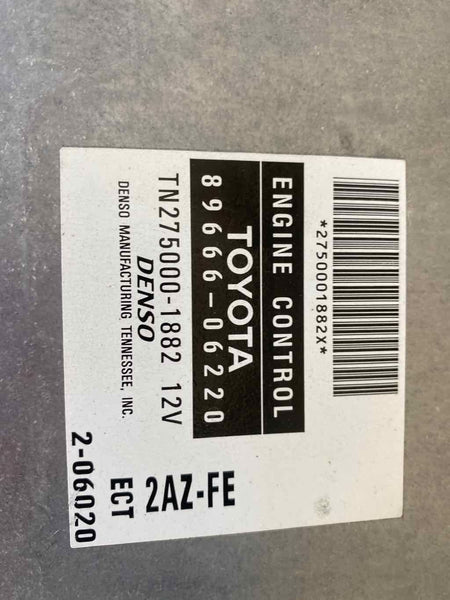 *2750001882X*
ENGINE CONTROL
TOYOTA
89666-06220
TN275000-1882 12V
DENSO
DENSO MANUFACTURING TENNESSEE, INC.
2AZ-FE
ECT
2-06020